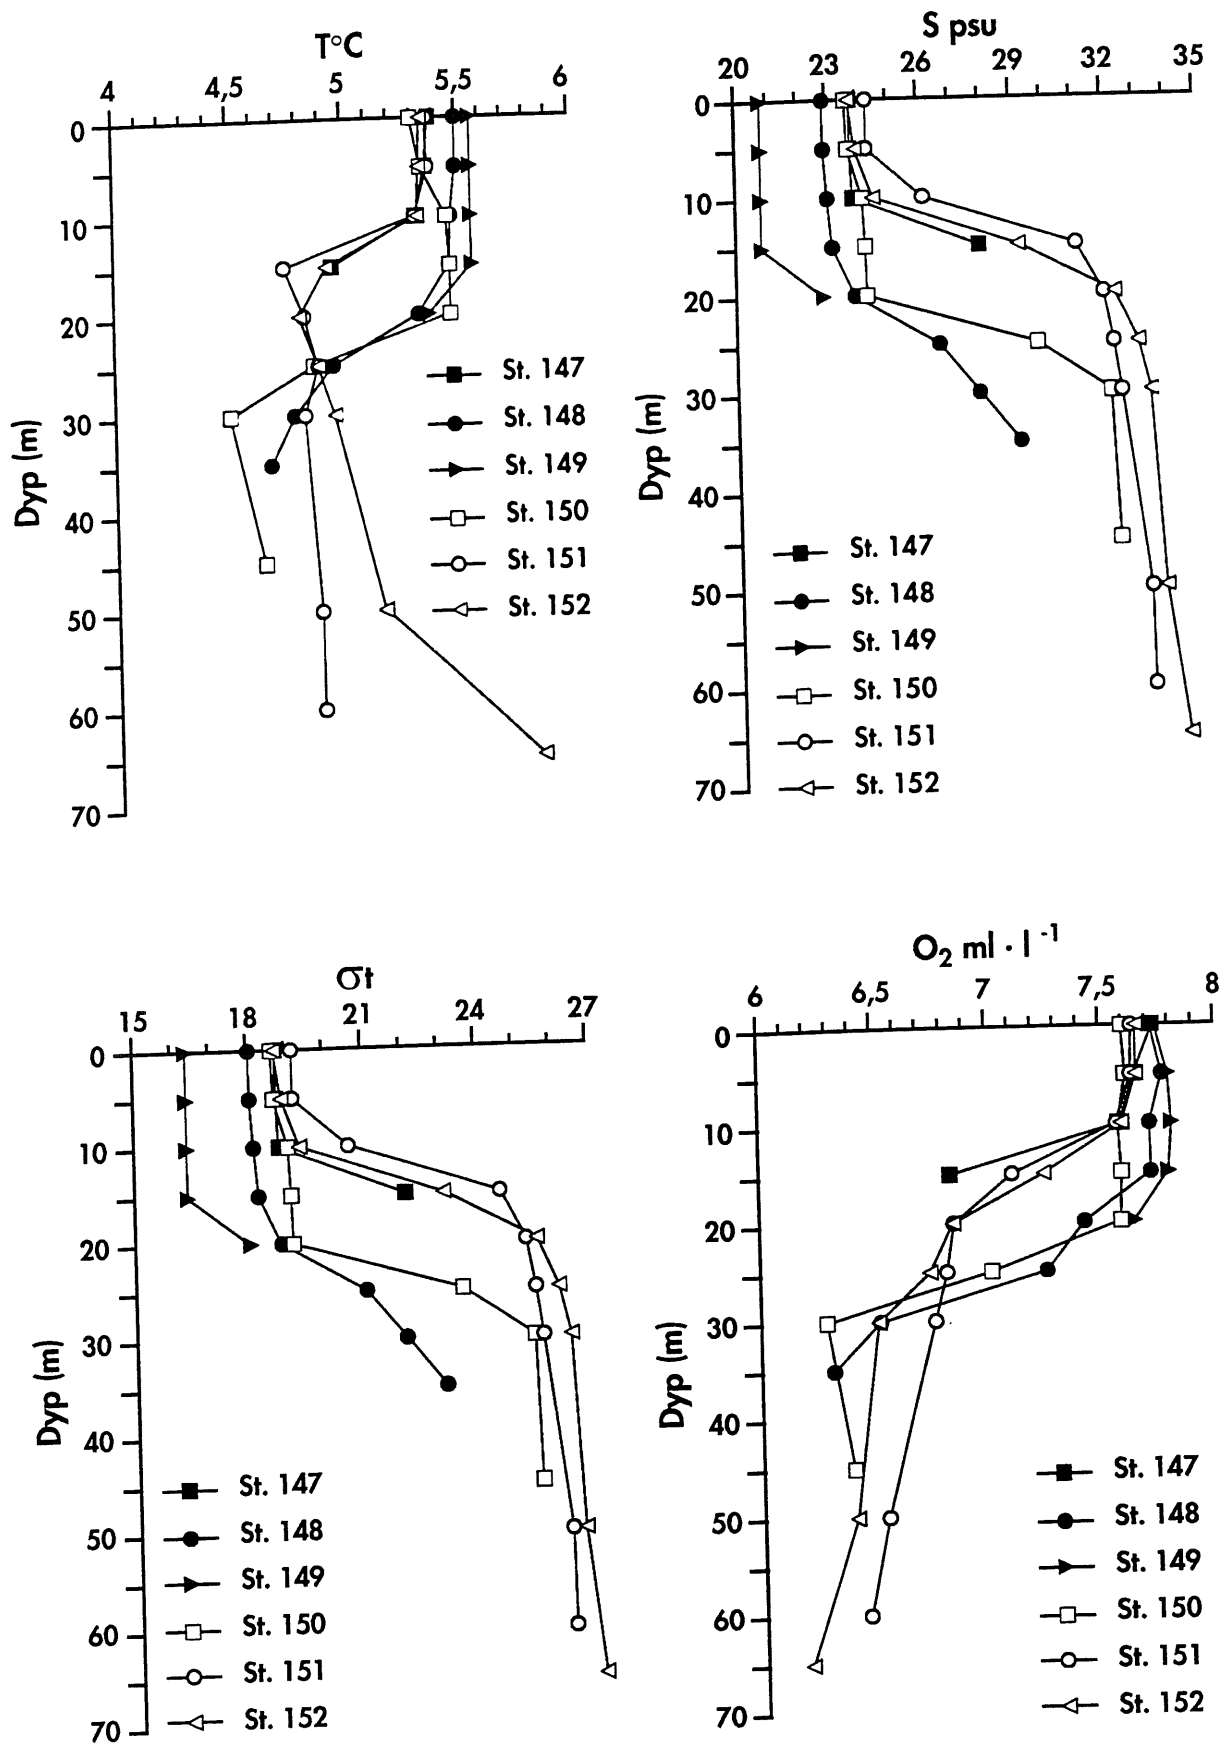 T°C
4 4,5 5 5,5 6
0
10
20
30
40
50
60
70
Dyp (m)
St. 147
St. 148
St. 149
St. 150
St. 151
St. 152
S psu
20 23 26 29 32 35
0
10
20
30
40
50
60
70
Dyp (m)
St. 147
St. 148
St. 149
St. 150
St. 151
St. 152
σt
15 18 21 24 27
0
10
20
30
40
50
60
70
Dyp (m)
St. 147
St. 148
St. 149
St. 150
St. 151
St. 152
O₂ ml · l⁻¹
6 6,5 7 7,5 8
0
10
20
30
40
50
60
70
Dyp (m)
St. 147
St. 148
St. 149
St. 150
St. 151
St. 152